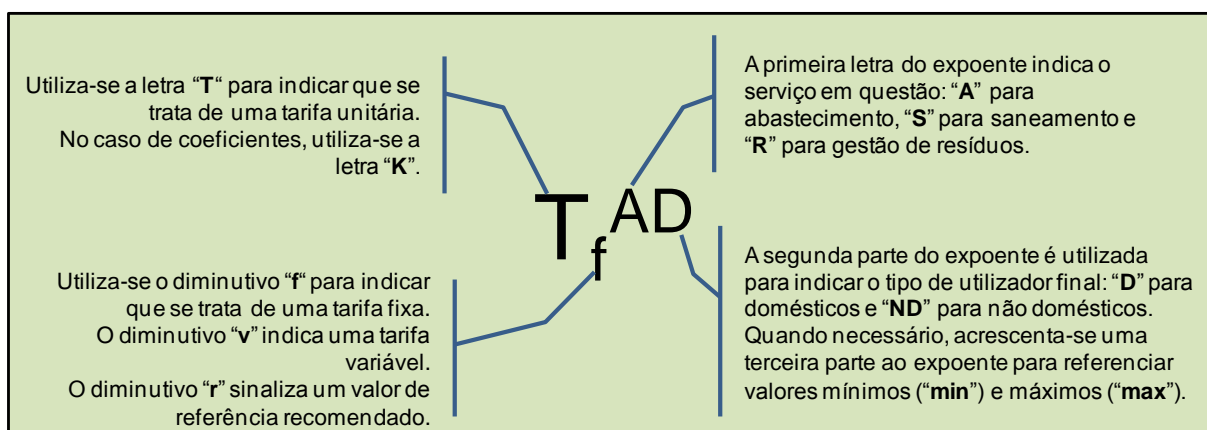 Utiliza-se a letra “T“ para indicar que se
trata de uma tarifa unitária.
No caso de coeficientes, utiliza-se a
letra “K”.
A primeira letra do expoente indica o
serviço em questão: “A” para
abastecimento, “S” para saneamento e
“R” para gestão de resíduos.
T f AD
Utiliza-se o diminutivo “f“ para indicar
que se trata de uma tarifa fixa.
O diminutivo “v” indica uma tarifa
variável.
O diminutivo “r” sinaliza um valor de
referência recomendado.
A segunda parte do expoente é utilizada
para indicar o tipo de utilizador final: “D” para
domésticos e “ND” para não domésticos.
Quando necessário, acrescenta-se uma
terceira parte ao expoente para referenciar
valores mínimos (“min”) e máximos (“max”).